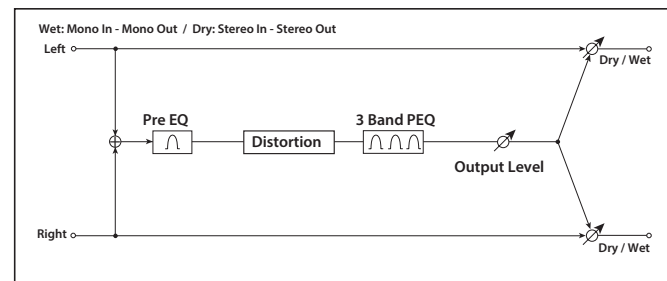 Wet: Mono In - Mono Out / Dry: Stereo In - Stereo Out
Left
Dry / Wet
Pre EQ
3 Band PEQ
Distortion
Output Level
Right
Dry / Wet